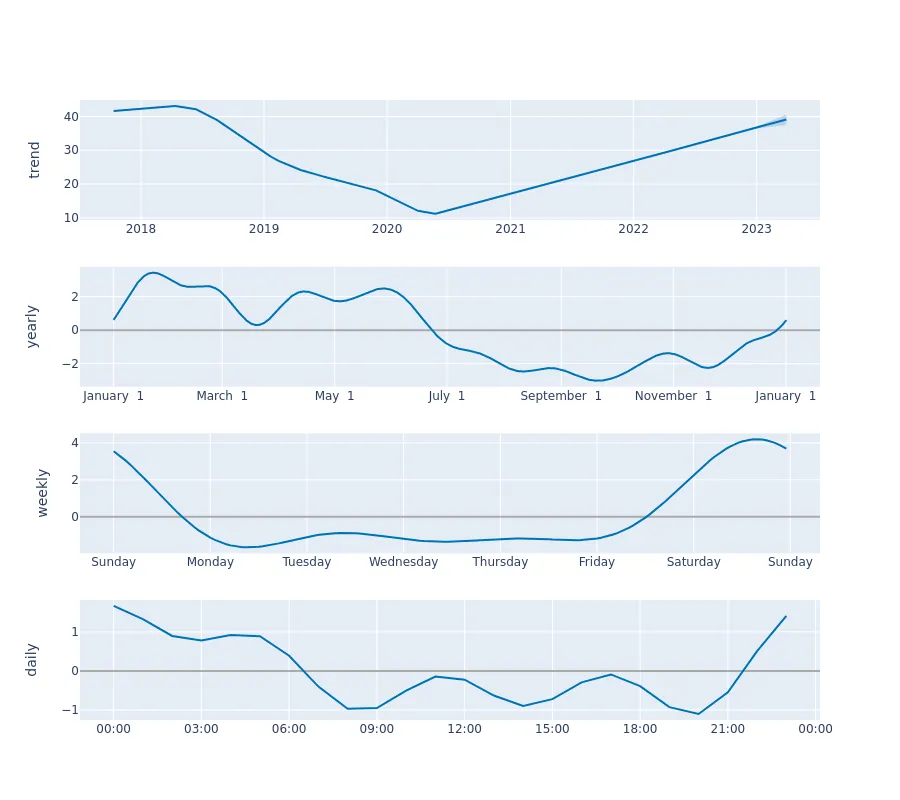 trend
40
30
20
10
2018 2019 2020 2021 2022 2023
yearly
2
0
−2
January 1 March 1 May 1 July 1 September 1 November 1 January 1
weekly
4
2
0
Sunday Monday Tuesday Wednesday Thursday Friday Saturday Sunday
daily
1
0
−1
00:00 03:00 06:00 09:00 12:00 15:00 18:00 21:00 00:00